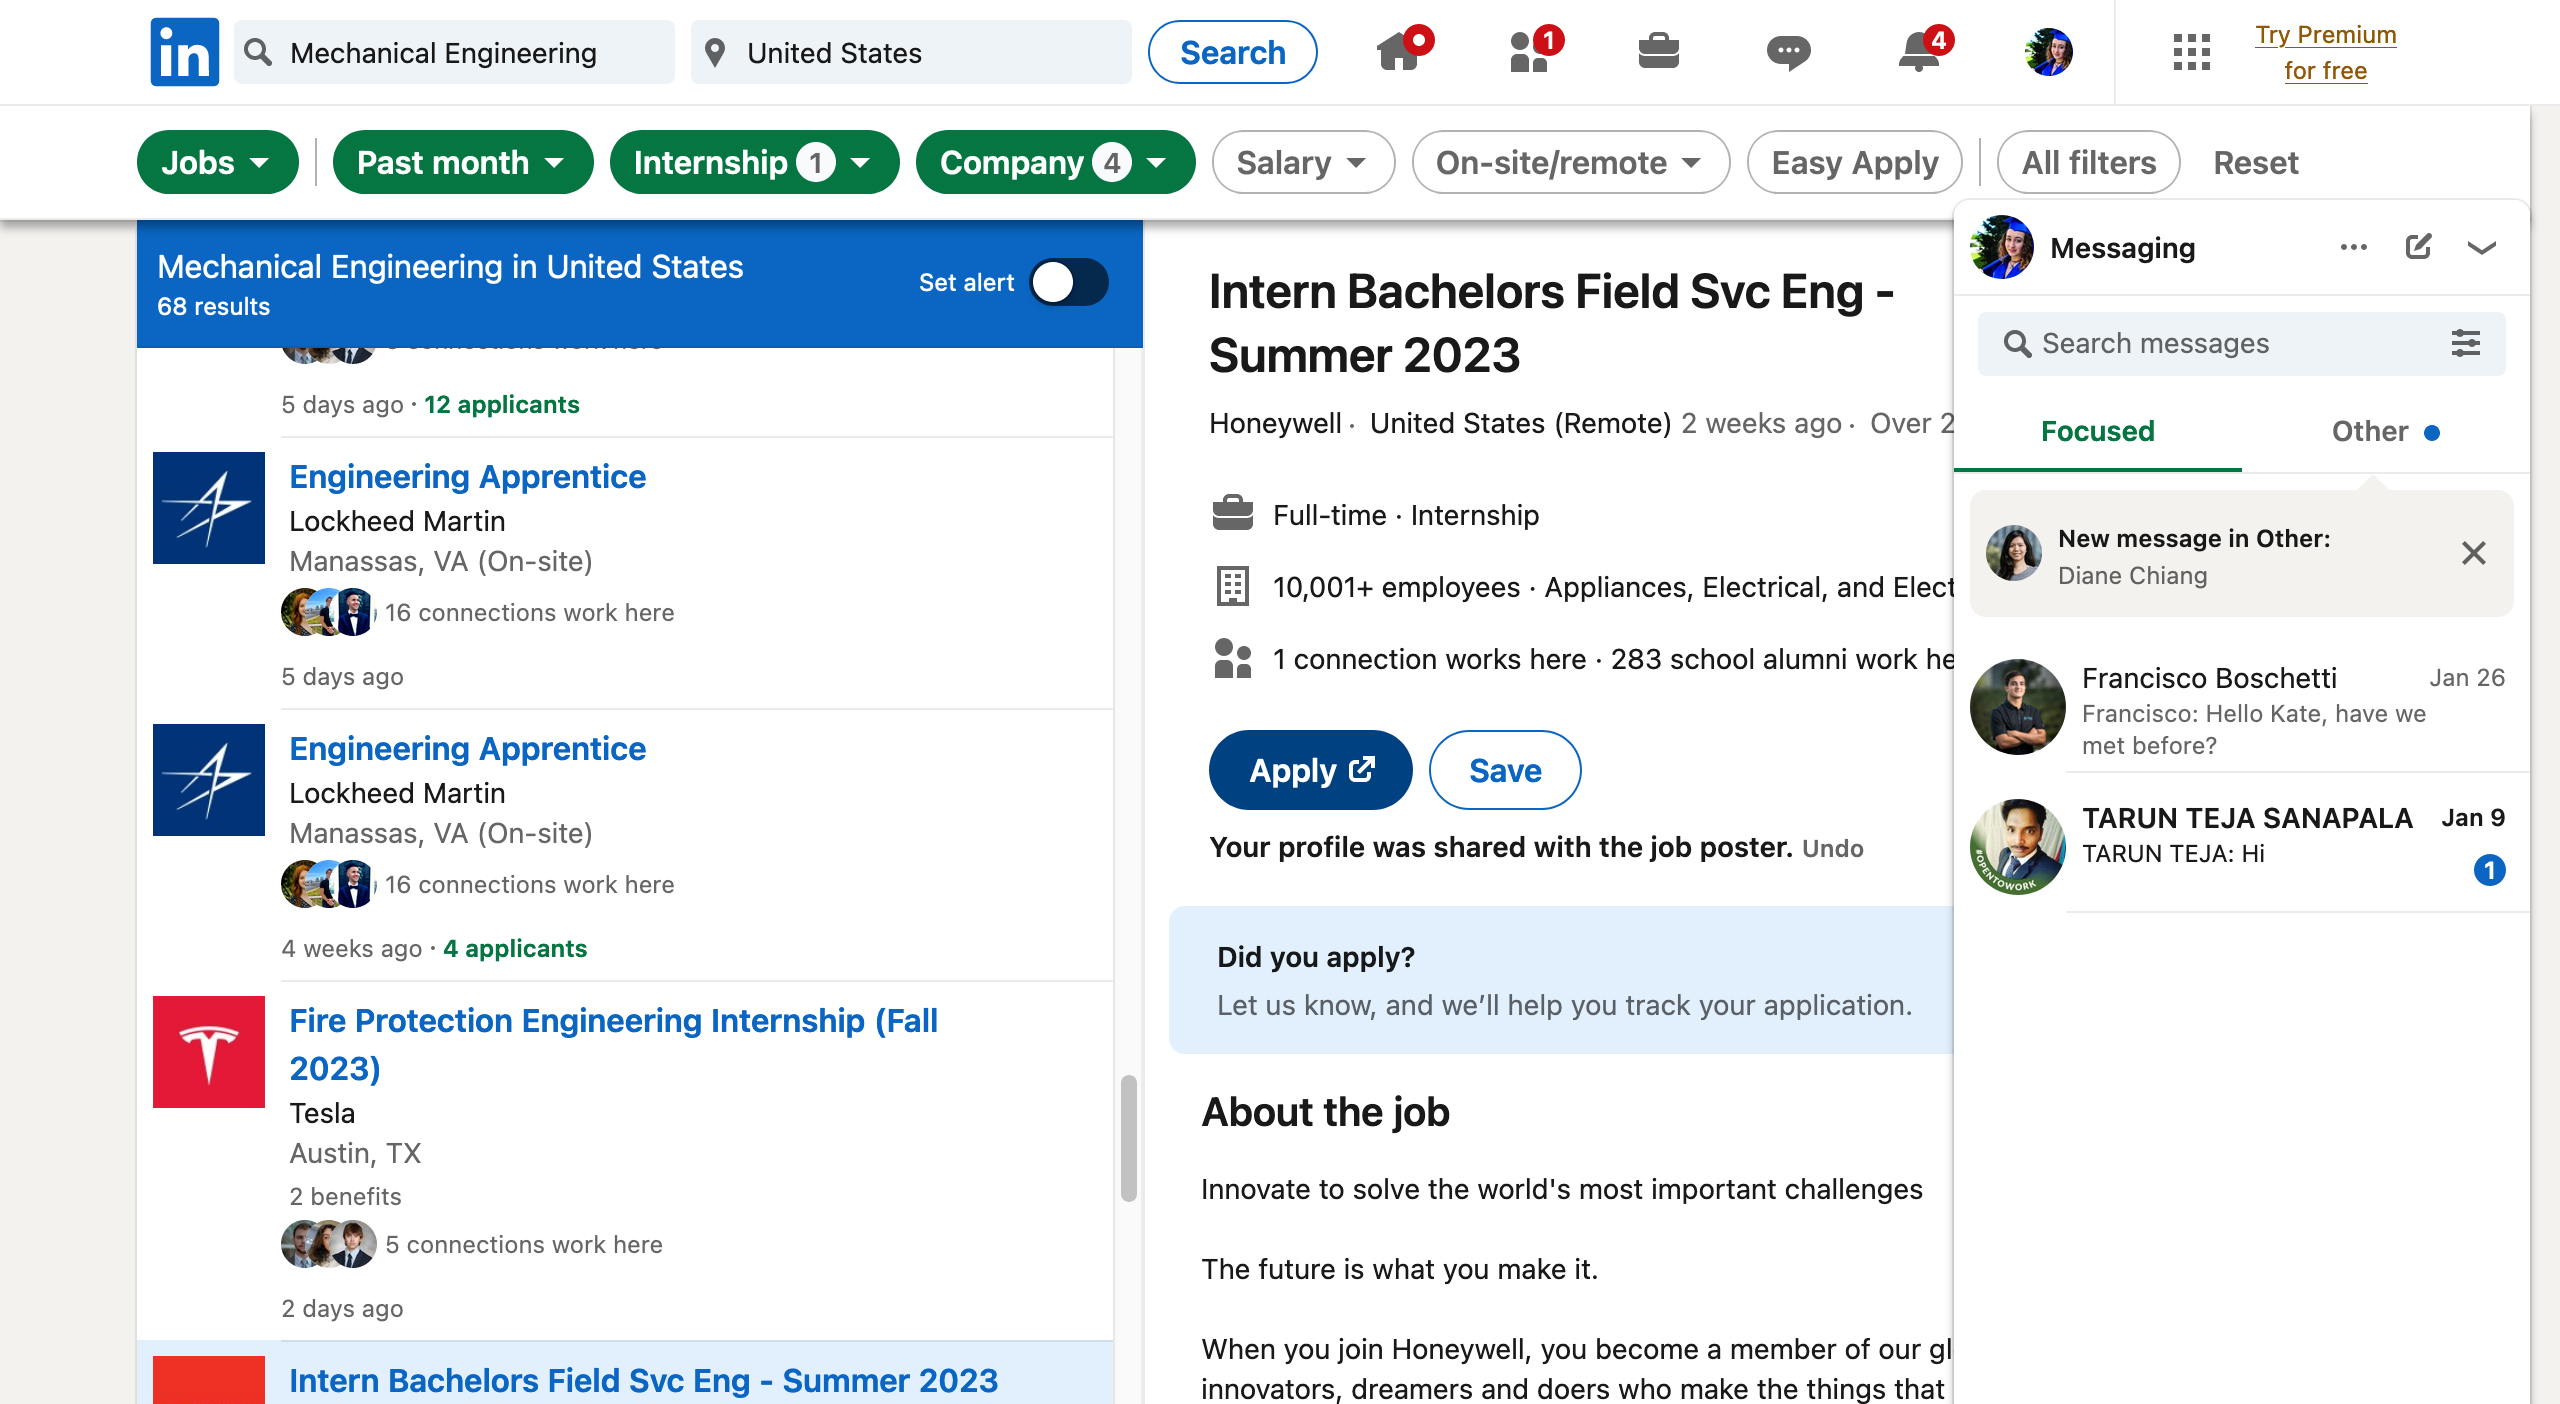 in
Mechanical Engineering
United States
Search
1
4
Try Premium
for free
Jobs
Past month
Internship 1
Company 4
Salary
On-site/remote
Easy Apply
All filters
Reset
Mechanical Engineering in United States
68 results
Set alert
5 days ago · 12 applicants
Engineering Apprentice
Lockheed Martin
Manassas, VA (On-site)
16 connections work here
5 days ago
Engineering Apprentice
Lockheed Martin
Manassas, VA (On-site)
16 connections work here
4 weeks ago · 4 applicants
Fire Protection Engineering Internship (Fall
2023)
Tesla
Austin, TX
2 benefits
5 connections work here
2 days ago
Intern Bachelors Field Svc Eng - Summer 2023
Intern Bachelors Field Svc Eng -
Summer 2023
Honeywell · United States (Remote) 2 weeks ago · Over 2
Full-time · Internship
10,001+ employees · Appliances, Electrical, and Elect
1 connection works here · 283 school alumni work he
Apply
Save
Your profile was shared with the job poster. Undo
Did you apply?
Let us know, and we’ll help you track your application.
About the job
Innovate to solve the world's most important challenges
The future is what you make it.
When you join Honeywell, you become a member of our gl
innovators, dreamers and doers who make the things that
Messaging
Search messages
Focused
Other
New message in Other:
Diane Chiang
Francisco Boschetti
Jan 26
Francisco: Hello Kate, have we
met before?
TARUN TEJA SANAPALA
Jan 9
TARUN TEJA: Hi
1
#OPENTOWORK